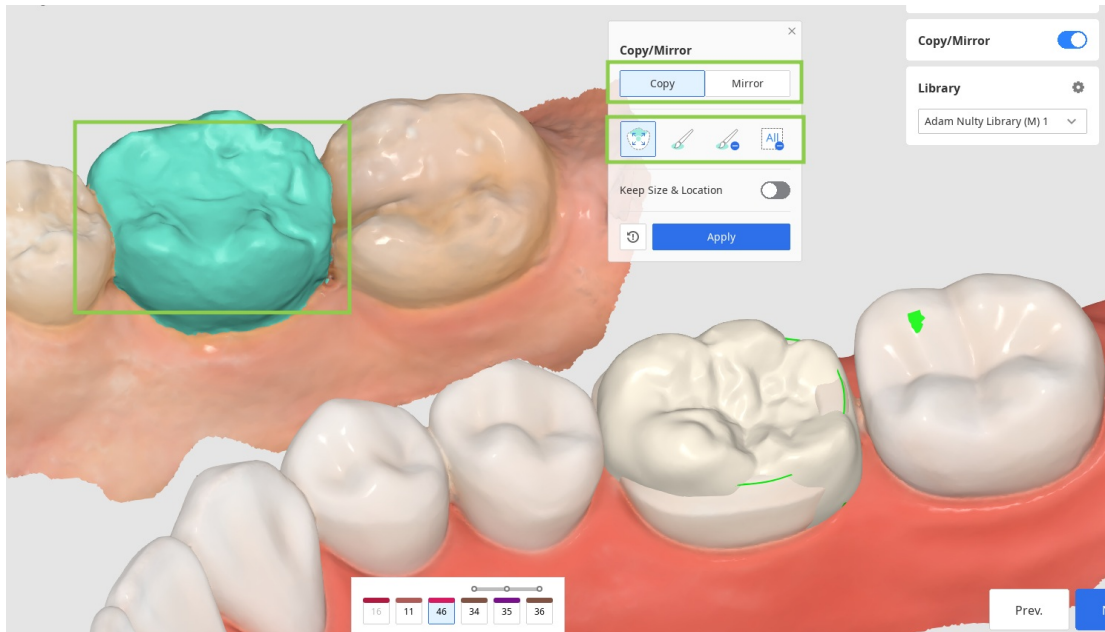 Copy/Mirror
Copy Mirror
All
Keep Size & Location
Apply
Copy/Mirror
Library
Adam Nulty Library (M) 1
16 11 46 34 35 36
Prev.